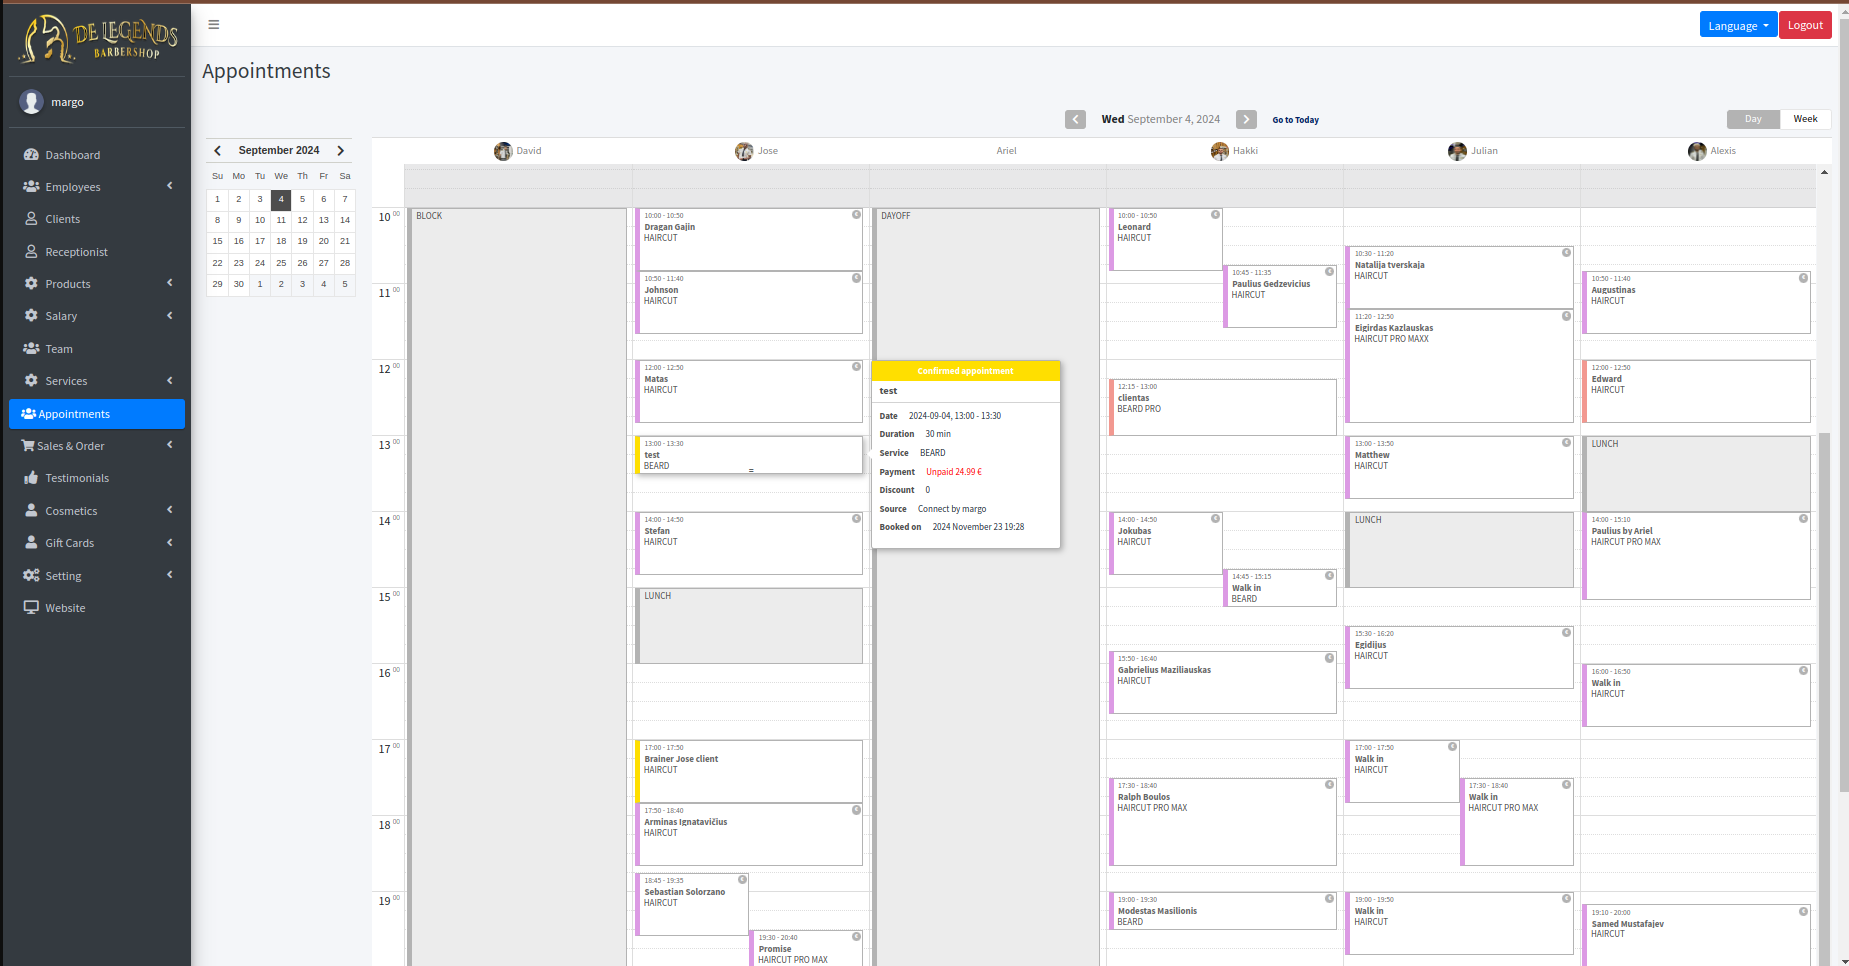 DE LEGENDS
BARBERSHOP
margo
Dashboard
Employees
Clients
Receptionist
Products
Salary
Team
Services
Appointments
Sales & Order
Testimonials
Cosmetics
Gift Cards
Setting
Website
Language
Logout
Appointments
Wed September 4, 2024
Go to Today
Day
Week
September 2024
Su Mo Tu We Th Fr Sa
1 2 3 4 5 6 7
8 9 10 11 12 13 14
15 16 17 18 19 20 21
22 23 24 25 26 27 28
29 30 1 2 3 4 5
David
Jose
Ariel
Hakki
Julian
Alexis
10 00
11 00
12 00
13 00
14 00
15 00
16 00
17 00
18 00
19 00
BLOCK
10:00 - 10:50
Dragan Gajin
HAIRCUT
10:50 - 11:40
Johnson
HAIRCUT
12:00 - 12:50
Matas
HAIRCUT
13:00 - 13:30
test
BEARD
=
14:00 - 14:50
Stefan
HAIRCUT
LUNCH
17:00 - 17:50
Brainer Jose client
HAIRCUT
17:50 - 18:40
Arminas Ignatavičius
HAIRCUT
18:45 - 19:35
Sebastian Solorzano
HAIRCUT
19:30 - 20:40
Promise
HAIRCUT PRO MAX
DAYOFF
Confirmed appointment
test
Date 2024-09-04, 13:00 - 13:30
Duration 30 min
Service BEARD
Payment Unpaid 24.99 €
Discount 0
Source Connect by margo
Booked on 2024 November 23 19:28
10:00 - 10:50
Leonard
HAIRCUT
10:45 - 11:35
Paulius Gedzevicius
HAIRCUT
12:15 - 13:00
clientas
BEARD PRO
14:00 - 14:50
Jokubas
HAIRCUT
14:45 - 15:15
Walk in
BEARD
15:50 - 16:40
Gabrielius Maziliauskas
HAIRCUT
17:30 - 18:40
Ralph Boulos
HAIRCUT PRO MAX
19:00 - 19:30
Modestas Masilionis
BEARD
10:30 - 11:20
Natalija tverskaja
HAIRCUT
11:20 - 12:50
Eigirdas Kazlauskas
HAIRCUT PRO MAXX
13:00 - 13:50
Matthew
HAIRCUT
LUNCH
15:30 - 16:20
Egidijus
HAIRCUT
17:00 - 17:50
Walk in
HAIRCUT
17:30 - 18:40
Walk in
HAIRCUT PRO MAX
19:00 - 19:50
Walk in
HAIRCUT
10:50 - 11:40
Augustinas
HAIRCUT
12:00 - 12:50
Edward
HAIRCUT
LUNCH
14:00 - 15:10
Paulius by Ariel
HAIRCUT PRO MAX
16:00 - 16:50
Walk in
HAIRCUT
19:10 - 20:00
Samed Mustafajev
HAIRCUT